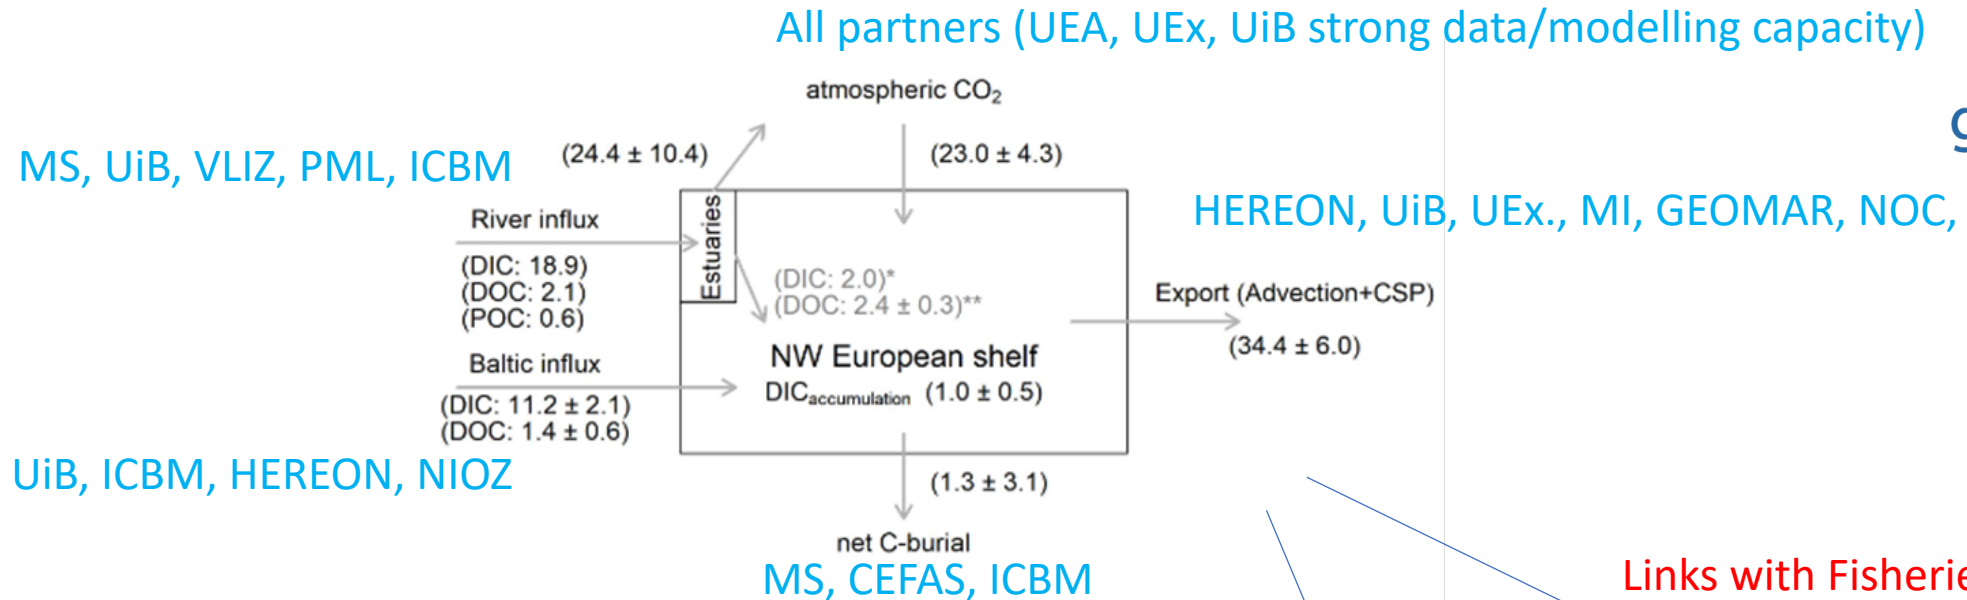 All partners (UEA, UEx, UiB strong data/modelling capacity)
atmospheric CO₂
MS, UiB, VLIZ, PML, ICBM
(24.4 ± 10.4)
(23.0 ± 4.3)
HEREON, UiB, UEx., MI, GEOMAR, NOC,
River influx
Estuaries
(DIC: 18.9)
(DOC: 2.1)
(POC: 0.6)
(DIC: 2.0)*
(DOC: 2.4 ± 0.3)**
Export (Advection+CSP)
(34.4 ± 6.0)
Baltic influx
NW European shelf
DICaccumulation (1.0 ± 0.5)
(DIC: 11.2 ± 2.1)
(DOC: 1.4 ± 0.6)
UiB, ICBM, HEREON, NIOZ
(1.3 ± 3.1)
net C-burial
MS, CEFAS, ICBM
Links with Fisherie